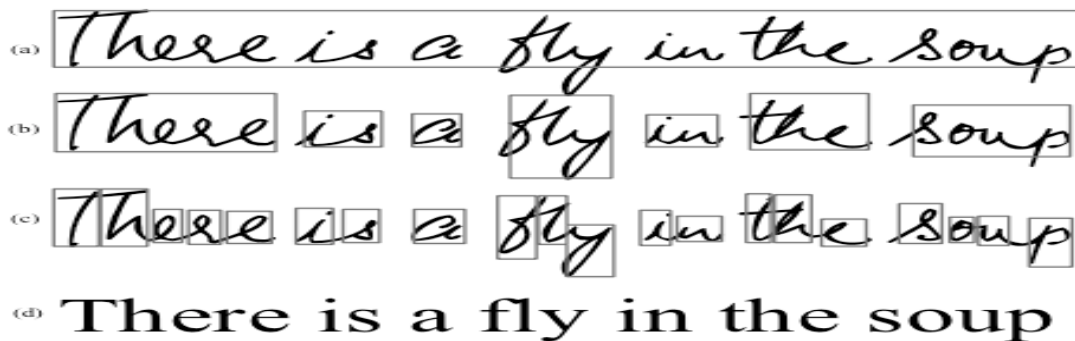 (a) There is a fly in the soup
(b) There is a fly in the soup
(c) There is a fly in the soup
(d) There is a fly in the soup